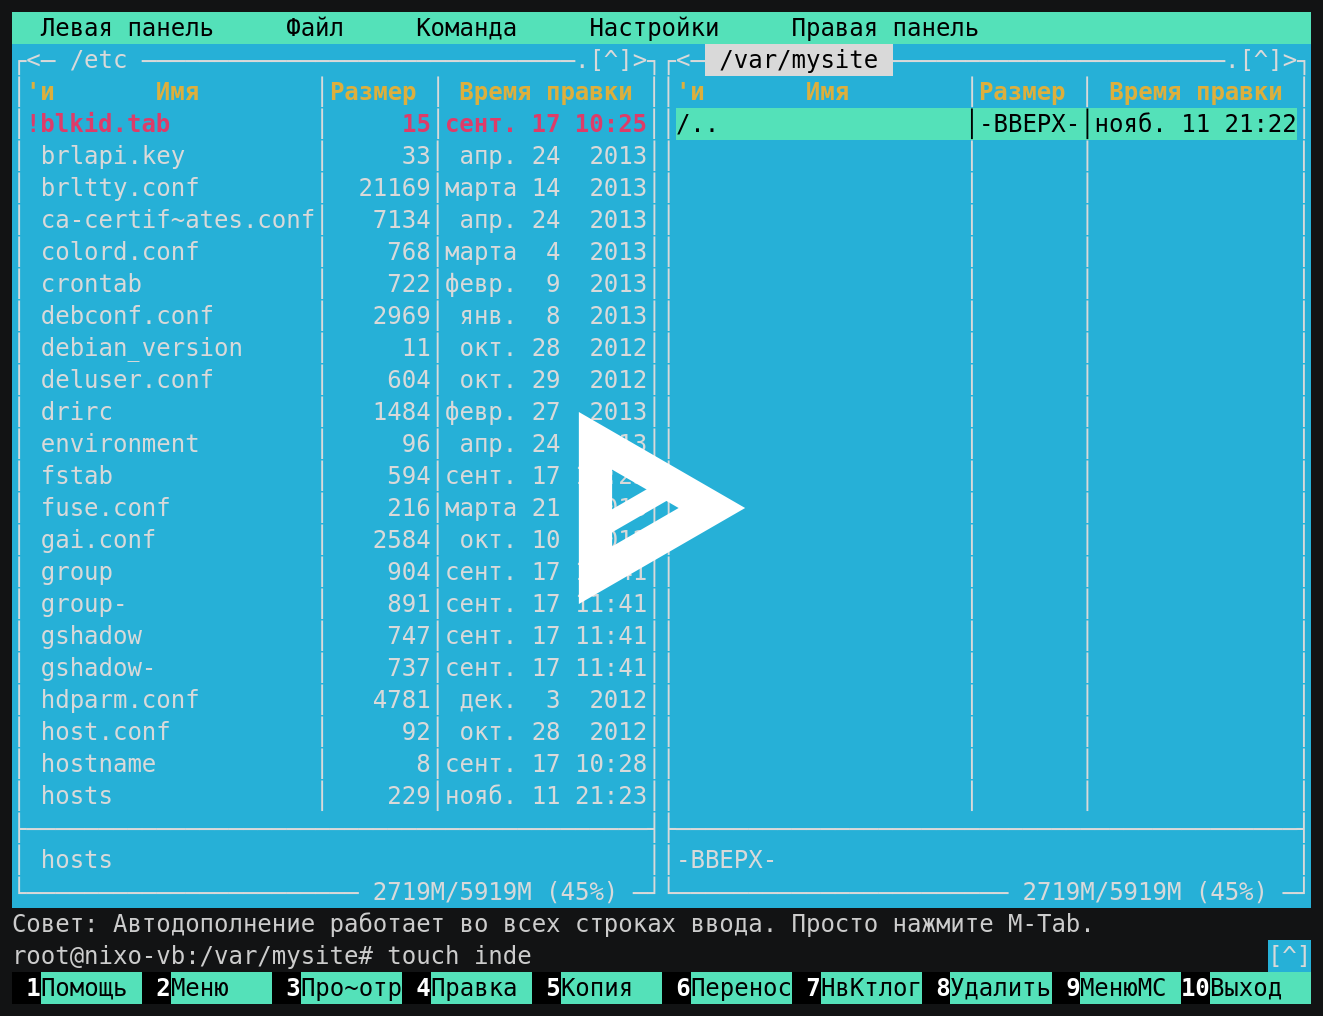 Левая панель Файл Команда Настройки Правая панель
<─ /etc ─.[^]> <─ /var/mysite ─.[^]>
'и Имя Размер Время правки 'и Имя Размер Время правки
!blkid.tab 15 сент. 17 10:25 /.. -ВВЕРХ- нояб. 11 21:22
brlapi.key 33 апр. 24 2013
brltty.conf 21169 марта 14 2013
ca-certif~ates.conf 7134 апр. 24 2013
colord.conf 768 марта 4 2013
crontab 722 февр. 9 2013
debconf.conf 2969 янв. 8 2013
debian_version 11 окт. 28 2012
deluser.conf 604 окт. 29 2012
drirc 1484 февр. 27 2013
environment 96 апр. 24
fstab 594 сент. 17
fuse.conf 216 марта 21
gai.conf 2584 окт. 10
group 904 сент. 17
group- 891 сент. 17 11:41
gshadow 747 сент. 17 11:41
gshadow- 737 сент. 17 11:41
hdparm.conf 4781 дек. 3 2012
host.conf 92 окт. 28 2012
hostname 8 сент. 17 10:28
hosts 229 нояб. 11 21:23
hosts -ВВЕРХ-
2719M/5919M (45%) 2719M/5919M (45%)
Совет: Автодополнение работает во всех строках ввода. Просто нажмите M-Tab.
root@nixo-vb:/var/mysite# touch inde [^]
1Помощь 2Меню 3Про~отр 4Правка 5Копия 6Перенос 7НвКтлог 8Удалить 9МенюМС 10Выход